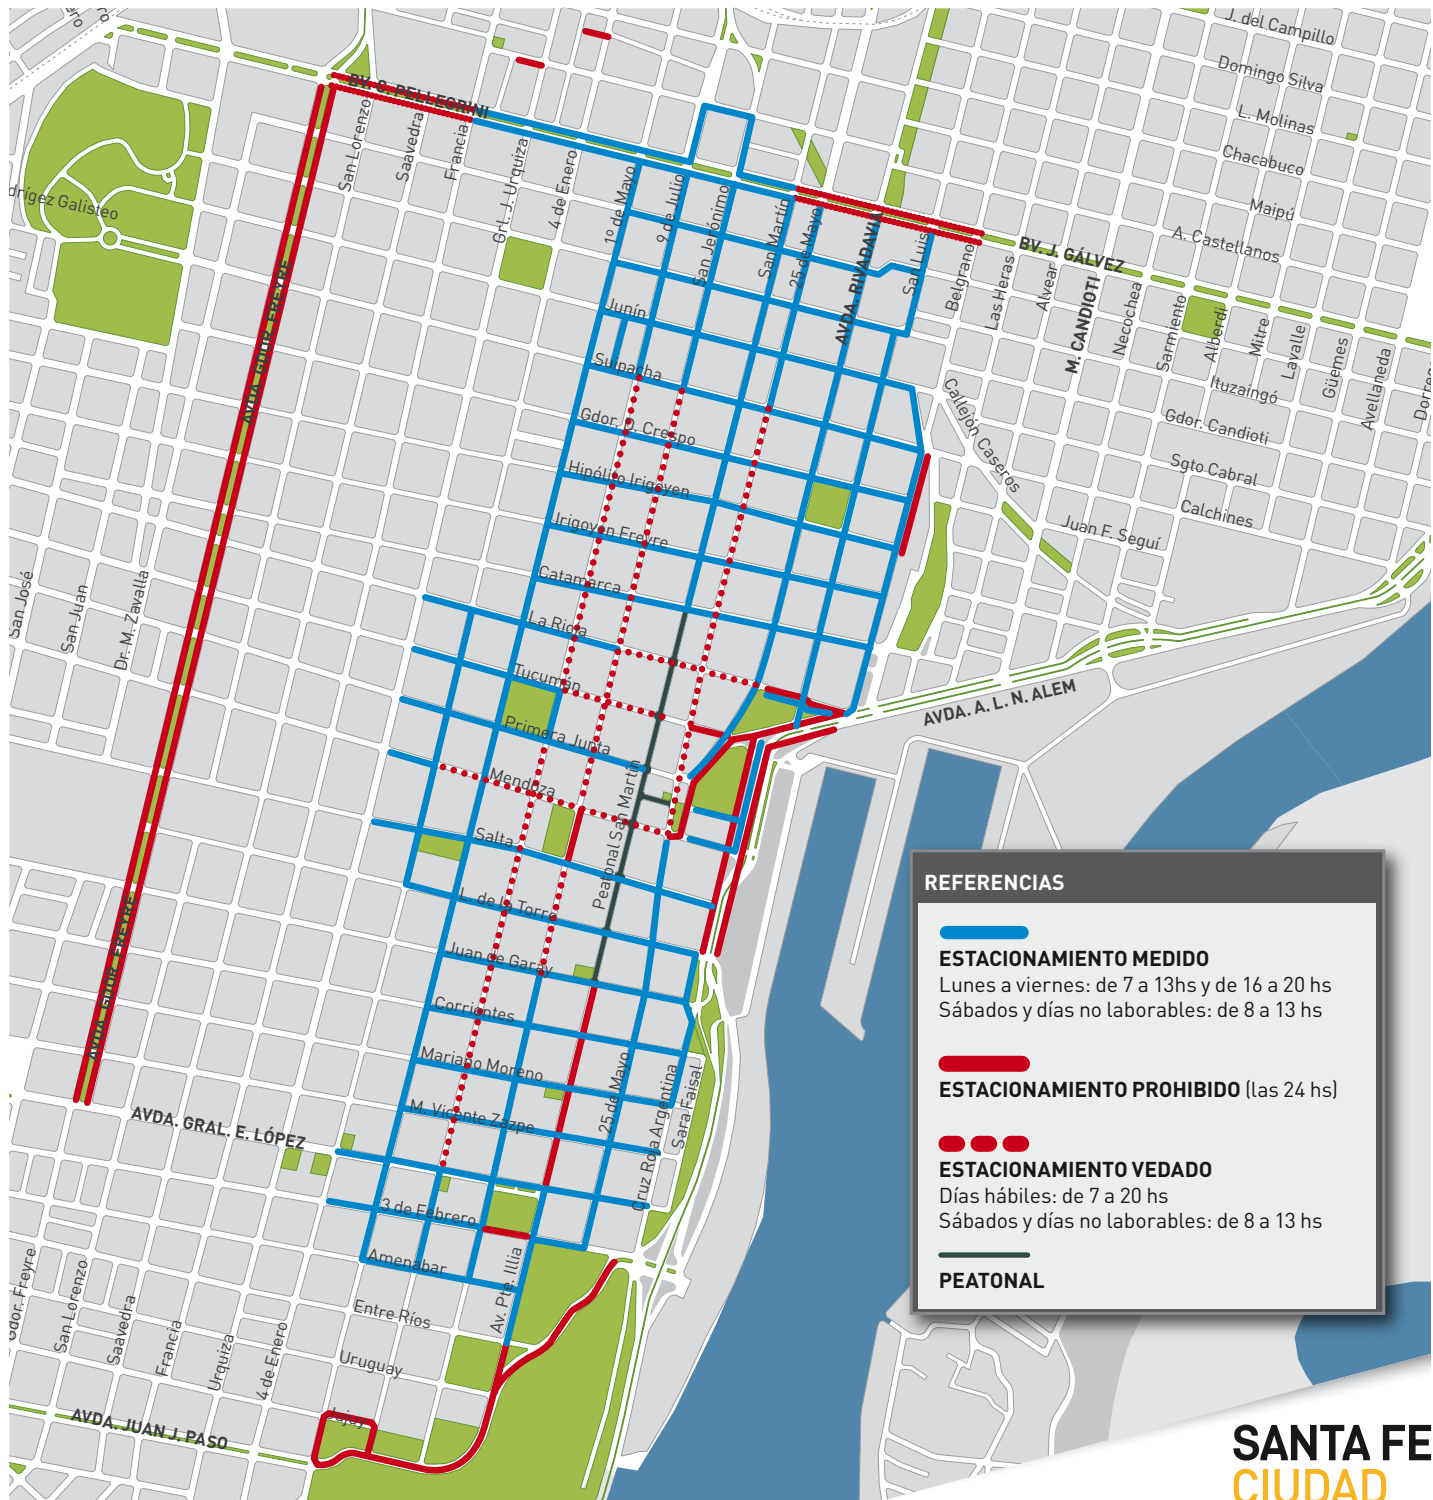 J. del Campillo
Domingo Silva
L. Molinas
Chacabuco
Maipú
A. Castellanos
BV. C. PELLEGRINI
San Lorenzo
Saavedra
Francia
Grl. J. Urquiza
4 de Enero
1º de Mayo
9 de Julio
San Jerónimo
San Martín
25 de Mayo
AVDA. RIVADAVIA
San Luis
Belgrano
Las Heras
Alvear
M. CANDIOTI
Necochea
Sarmiento
Alberdi
Mitre
Lavalle
Güemes
Avellaneda
Dorreg
BV. J. GÁLVEZ
drígez Galisteo
AVDA. GDOR. FREYRE
Junín
Suipacha
Gdor. D. Crespo
Hipólito Irigoyen
Irigoyen Freyre
Catamarca
La Rioja
Tucumán
Primera Junta
Mendoza
Salta
L. de la Torre
Juan de Garay
Corrientes
Mariano Moreno
M. Vicente Zazpe
3 de Febrero
Amenábar
Entre Ríos
Uruguay
Jujuy
Callejón Caseros
Ituzaingó
Gdor. Candioti
Sgto Cabral
Calchines
Juan F. Seguí
San José
San Juan
Dr. M. Zavalla
AVDA. A. L. N. ALEM
Peatonal San Martín
AVDA. GDOR. FREYRE
AVDA. GRAL. E. LÓPEZ
25 de Mayo
Cruz Roja Argentina
Sara Faisal
Av. Pte. Illia
Gdor. Freyre
San Lorenzo
Saavedra
Francia
Urquiza
4 de Enero
AVDA. JUAN J. PASO
REFERENCIAS
ESTACIONAMIENTO MEDIDO
Lunes a viernes: de 7 a 13hs y de 16 a 20 hs
Sábados y días no laborables: de 8 a 13 hs
ESTACIONAMIENTO PROHIBIDO (las 24 hs)
ESTACIONAMIENTO VEDADO
Días hábiles: de 7 a 20 hs
Sábados y días no laborables: de 8 a 13 hs
PEATONAL
SANTA FE
CIUDAD